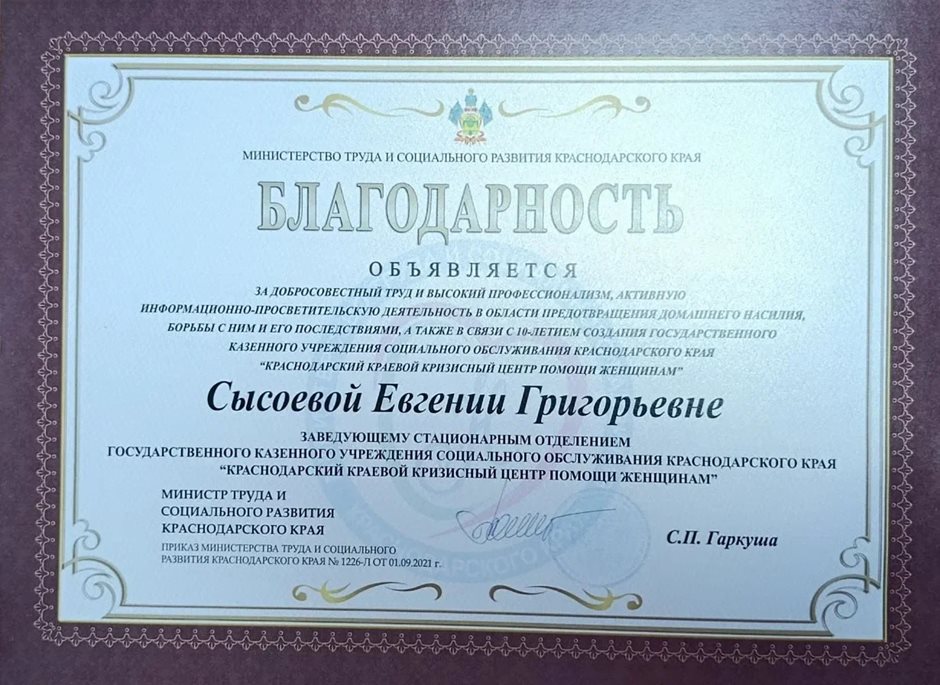 МИНИСТЕРСТВО ТРУДА И СОЦИАЛЬНОГО РАЗВИТИЯ КРАСНОДАРСКОГО КРАЯ
БЛАГОДАРНОСТЬ
ОБЪЯВЛЯЕТСЯ
ЗА ДОБРОСОВЕСТНЫЙ ТРУД И ВЫСОКИЙ ПРОФЕССИОНАЛИЗМ, АКТИВНУЮ
ИНФОРМАЦИОННО-ПРОСВЕТИТЕЛЬСКУЮ ДЕЯТЕЛЬНОСТЬ В ОБЛАСТИ ПРЕДОТВРАЩЕНИЯ ДОМАШНЕГО НАСИЛИЯ,
БОРЬБЫ С НИМ И ЕГО ПОСЛЕДСТВИЯМИ, А ТАКЖЕ В СВЯЗИ С 10-ЛЕТИЕМ СОЗДАНИЯ ГОСУДАРСТВЕННОГО
КАЗЕННОГО УЧРЕЖДЕНИЯ СОЦИАЛЬНОГО ОБСЛУЖИВАНИЯ КРАСНОДАРСКОГО КРАЯ
“КРАСНОДАРСКИЙ КРАЕВОЙ КРИЗИСНЫЙ ЦЕНТР ПОМОЩИ ЖЕНЩИНАМ”
Сысоевой Евгении Григорьевне
ЗАВЕДУЮЩЕМУ СТАЦИОНАРНЫМ ОТДЕЛЕНИЕМ
ГОСУДАРСТВЕННОГО КАЗЕННОГО УЧРЕЖДЕНИЯ СОЦИАЛЬНОГО ОБСЛУЖИВАНИЯ КРАСНОДАРСКОГО КРАЯ
“КРАСНОДАРСКИЙ КРАЕВОЙ КРИЗИСНЫЙ ЦЕНТР ПОМОЩИ ЖЕНЩИНАМ”
МИНИСТР ТРУДА И
СОЦИАЛЬНОГО РАЗВИТИЯ
КРАСНОДАРСКОГО КРАЯ
С.П. Гаркуша
ПРИКАЗ МИНИСТЕРСТВА ТРУДА И СОЦИАЛЬНОГО
РАЗВИТИЯ КРАСНОДАРСКОГО КРАЯ № 1226-Л ОТ 01.09.2021 г.